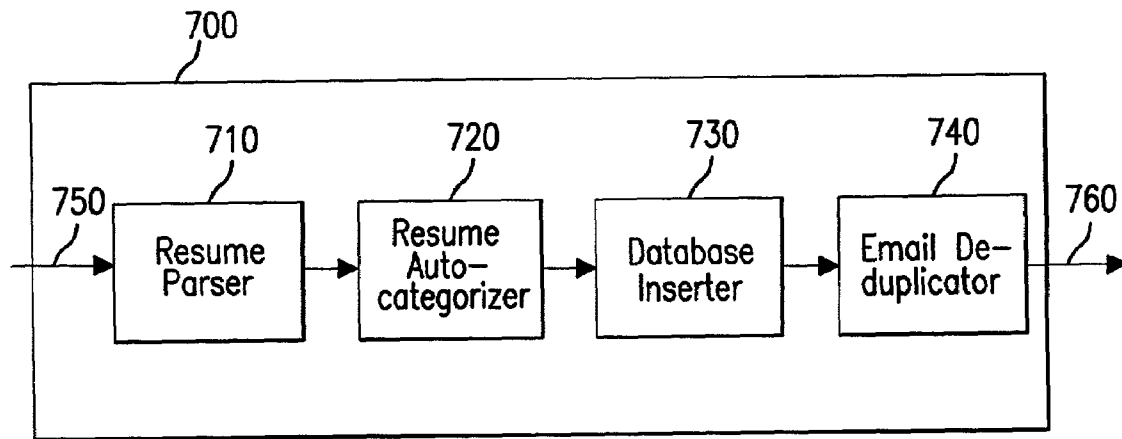 700
710
720
730
740
750
760
Resume
Parser
Resume
Auto-
categorizer
Database
Inserter
Email De-
duplicator